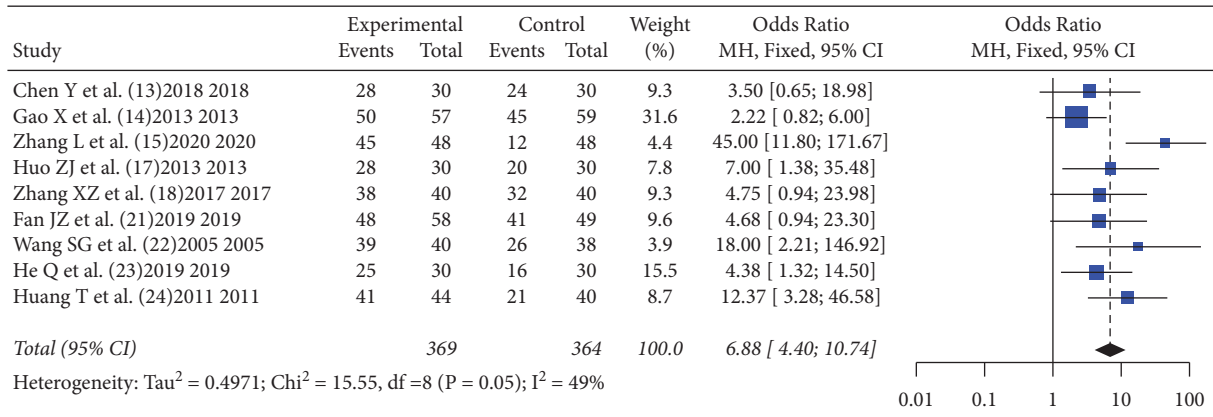 Experimental Control Weight Odds Ratio Odds Ratio
Study Events Total Events Total (%) MH, Fixed, 95% CI MH, Fixed, 95% CI
Chen Y et al. (13)2018 2018 28 30 24 30 9.3 3.50 [0.65; 18.98]
Gao X et al. (14)2013 2013 50 57 45 59 31.6 2.22 [ 0.82; 6.00]
Zhang L et al. (15)2020 2020 45 48 12 48 4.4 45.00 [11.80; 171.67]
Huo ZJ et al. (17)2013 2013 28 30 20 30 7.8 7.00 [ 1.38; 35.48]
Zhang XZ et al. (18)2017 2017 38 40 32 40 9.3 4.75 [ 0.94; 23.98]
Fan JZ et al. (21)2019 2019 48 58 41 49 9.6 4.68 [ 0.94; 23.30]
Wang SG et al. (22)2005 2005 39 40 26 38 3.9 18.00 [ 2.21; 146.92]
He Q et al. (23)2019 2019 25 30 16 30 15.5 4.38 [ 1.32; 14.50]
Huang T et al. (24)2011 2011 41 44 21 40 8.7 12.37 [ 3.28; 46.58]
Total (95% CI) 369 364 100.0 6.88 [ 4.40; 10.74]
Heterogeneity: Tau² = 0.4971; Chi² = 15.55, df =8 (P = 0.05); I² = 49%
0.01 0.1 1 10 100